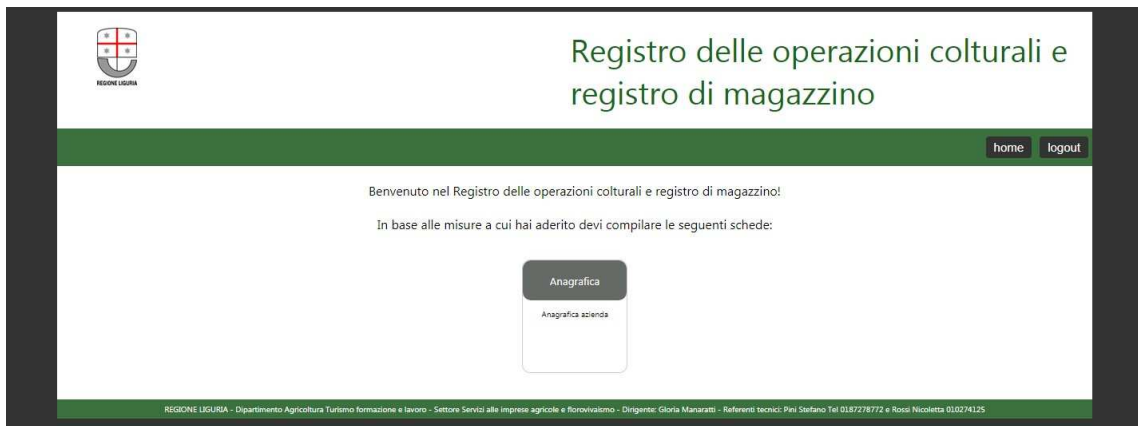 REGIONE LIGURIA
Registro delle operazioni colturali e
registro di magazzino
home logout
Benvenuto nel Registro delle operazioni colturali e registro di magazzino!
In base alle misure a cui hai aderito devi compilare le seguenti schede:
Anagrafica
Anagrafica azienda
REGIONE LIGURIA - Dipartimento Agricoltura Turismo formazione e lavoro - Settore Servizi alle imprese agricole e florovivaismo - Dirigente: Gloria Manaratti - Referenti tecnici: Pini Stefano Tel 0187278772 e Rossi Nicoletta 010274125